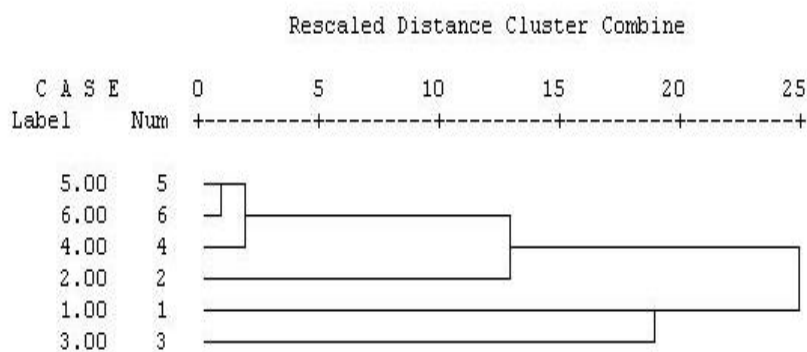 Rescaled Distance Cluster Combine
C A S E 0 5 10 15 20 25
Label Num +---------+---------+---------+---------+---------+
5.00 5
6.00 6
4.00 4
2.00 2
1.00 1
3.00 3